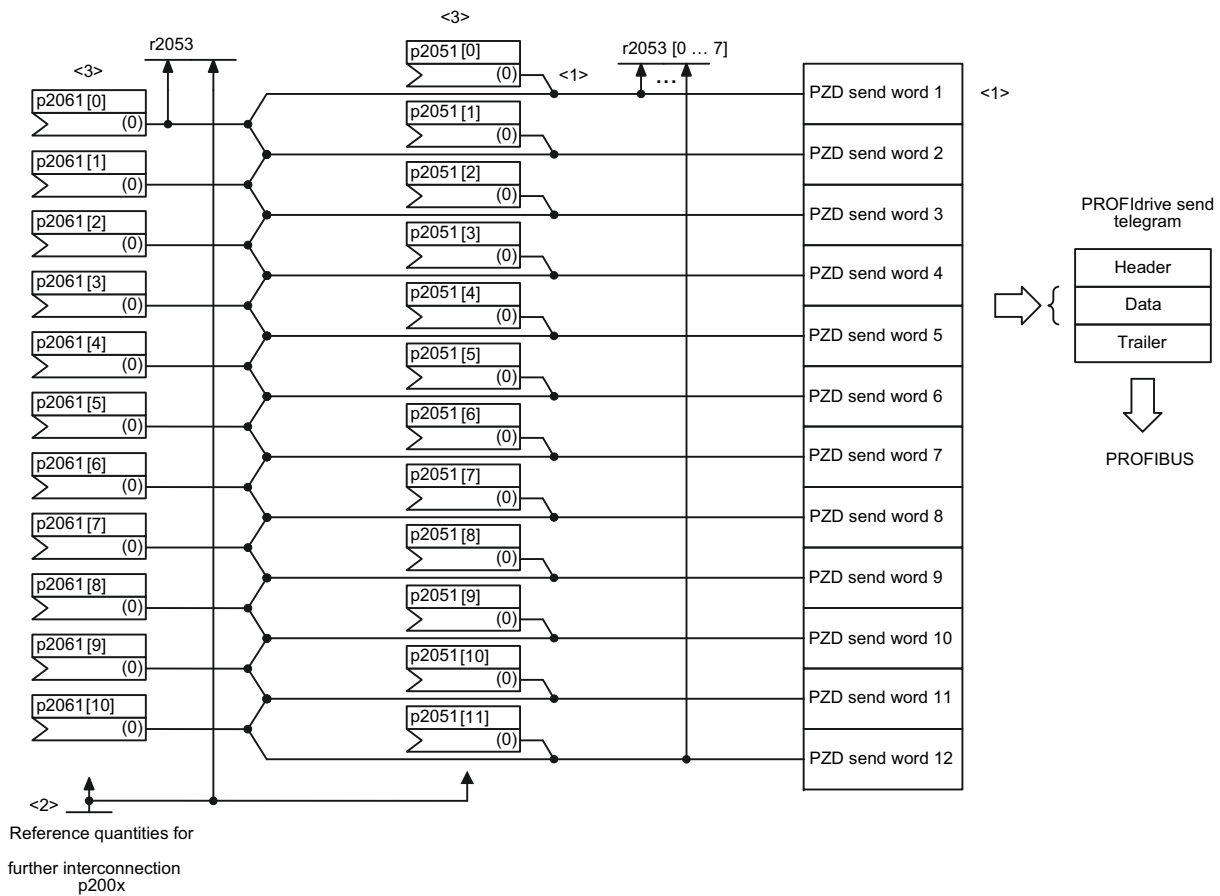 <3>
r2053
<3>
p2061[0]
(0)
p2061[1]
(0)
p2061[2]
(0)
p2061[3]
(0)
p2061[4]
(0)
p2061[5]
(0)
p2061[6]
(0)
p2061[7]
(0)
p2061[8]
(0)
p2061[9]
(0)
p2061[10]
(0)
<2>
Reference quantities for
further interconnection
p200x
p2051[0]
(0)
<1>
p2051[1]
(0)
p2051[2]
(0)
p2051[3]
(0)
p2051[4]
(0)
p2051[5]
(0)
p2051[6]
(0)
p2051[7]
(0)
p2051[8]
(0)
p2051[9]
(0)
p2051[10]
(0)
p2051[11]
(0)
r2053 [0 ... 7]
...
PZD send word 1
<1>
PZD send word 2
PZD send word 3
PZD send word 4
PZD send word 5
PZD send word 6
PZD send word 7
PZD send word 8
PZD send word 9
PZD send word 10
PZD send word 11
PZD send word 12
PROFIdrive send
telegram
Header
Data
Trailer
PROFIBUS